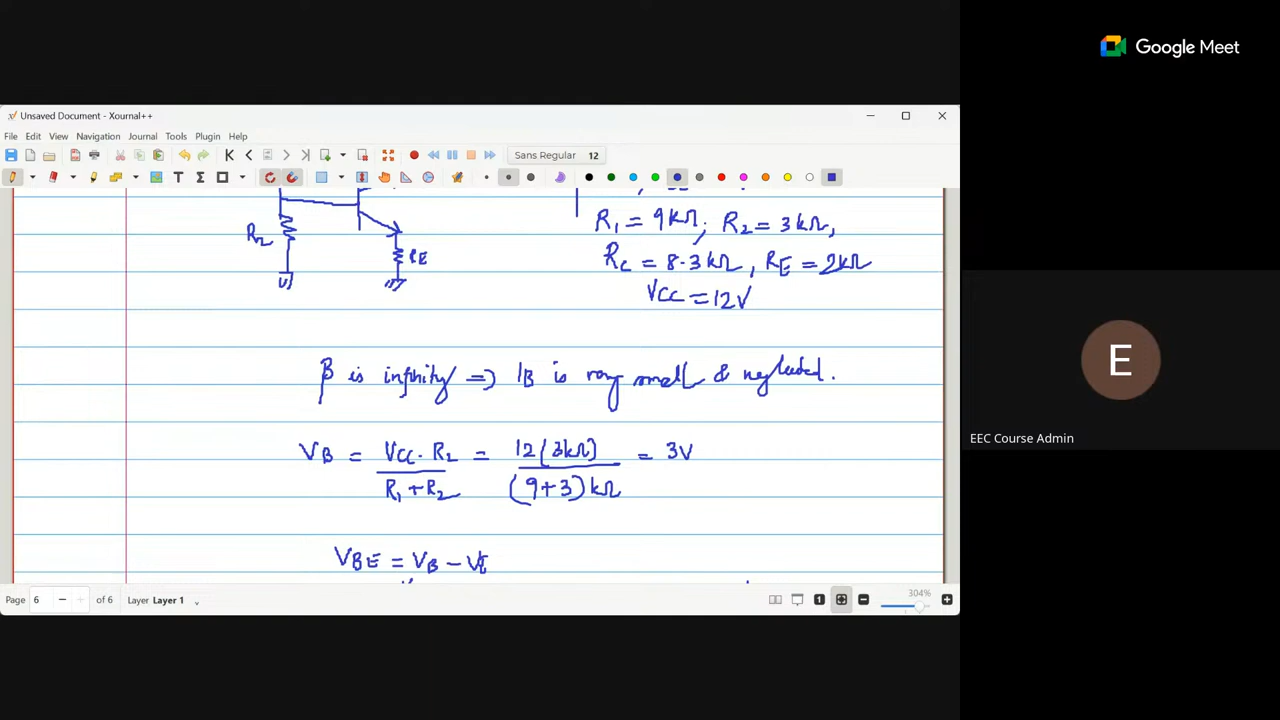 Google Meet
Unsaved Document - Xournal++
File Edit View Navigation Journal Tools Plugin Help
Sans Regular 12
R1 = 9kΩ; R2 = 3kΩ,
R2
RE
RC = 8.3kΩ, RE = 2kΩ
VCC = 12V
β is infinity => IB is very small & neglected.
VB = VCC · R2 / R1 + R2 = 12(3kΩ) / (9+3)kΩ = 3V
VBE = VB - VE
E
EEC Course Admin
Page 6 of 6 Layer Layer 1
1
304%